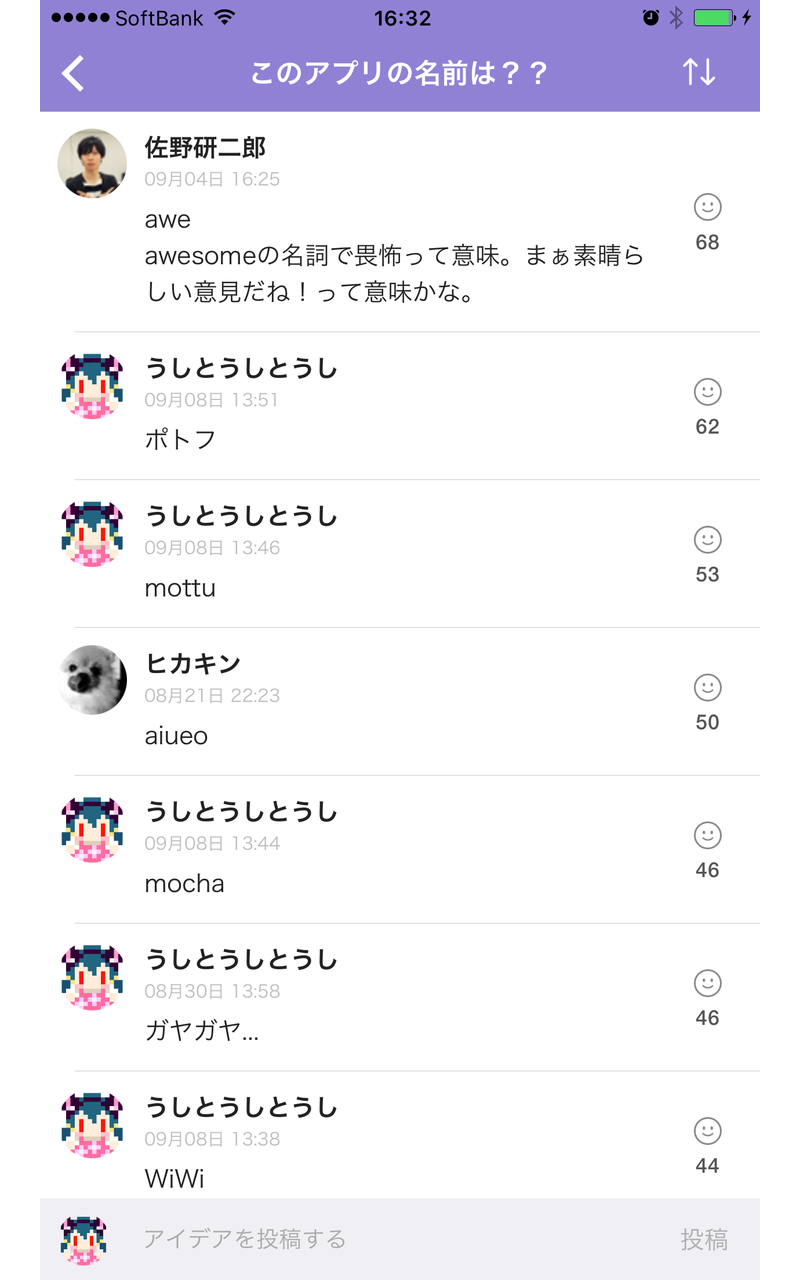 SoftBank 16:32
このアプリの名前は？？
佐野研二郎
09月04日 16:25
awe
awesomeの名詞で畏怖って意味。まぁ素晴ら
しい意見だね！って意味かな。
68
うしとうしとうし
09月08日 13:51
ポトフ
62
うしとうしとうし
09月08日 13:46
mottu
53
ヒカキン
08月21日 22:23
aiueo
50
うしとうしとうし
09月08日 13:44
mocha
46
うしとうしとうし
08月30日 13:58
ガヤガヤ...
46
うしとうしとうし
09月08日 13:38
WiWi
44
アイデアを投稿する 投稿